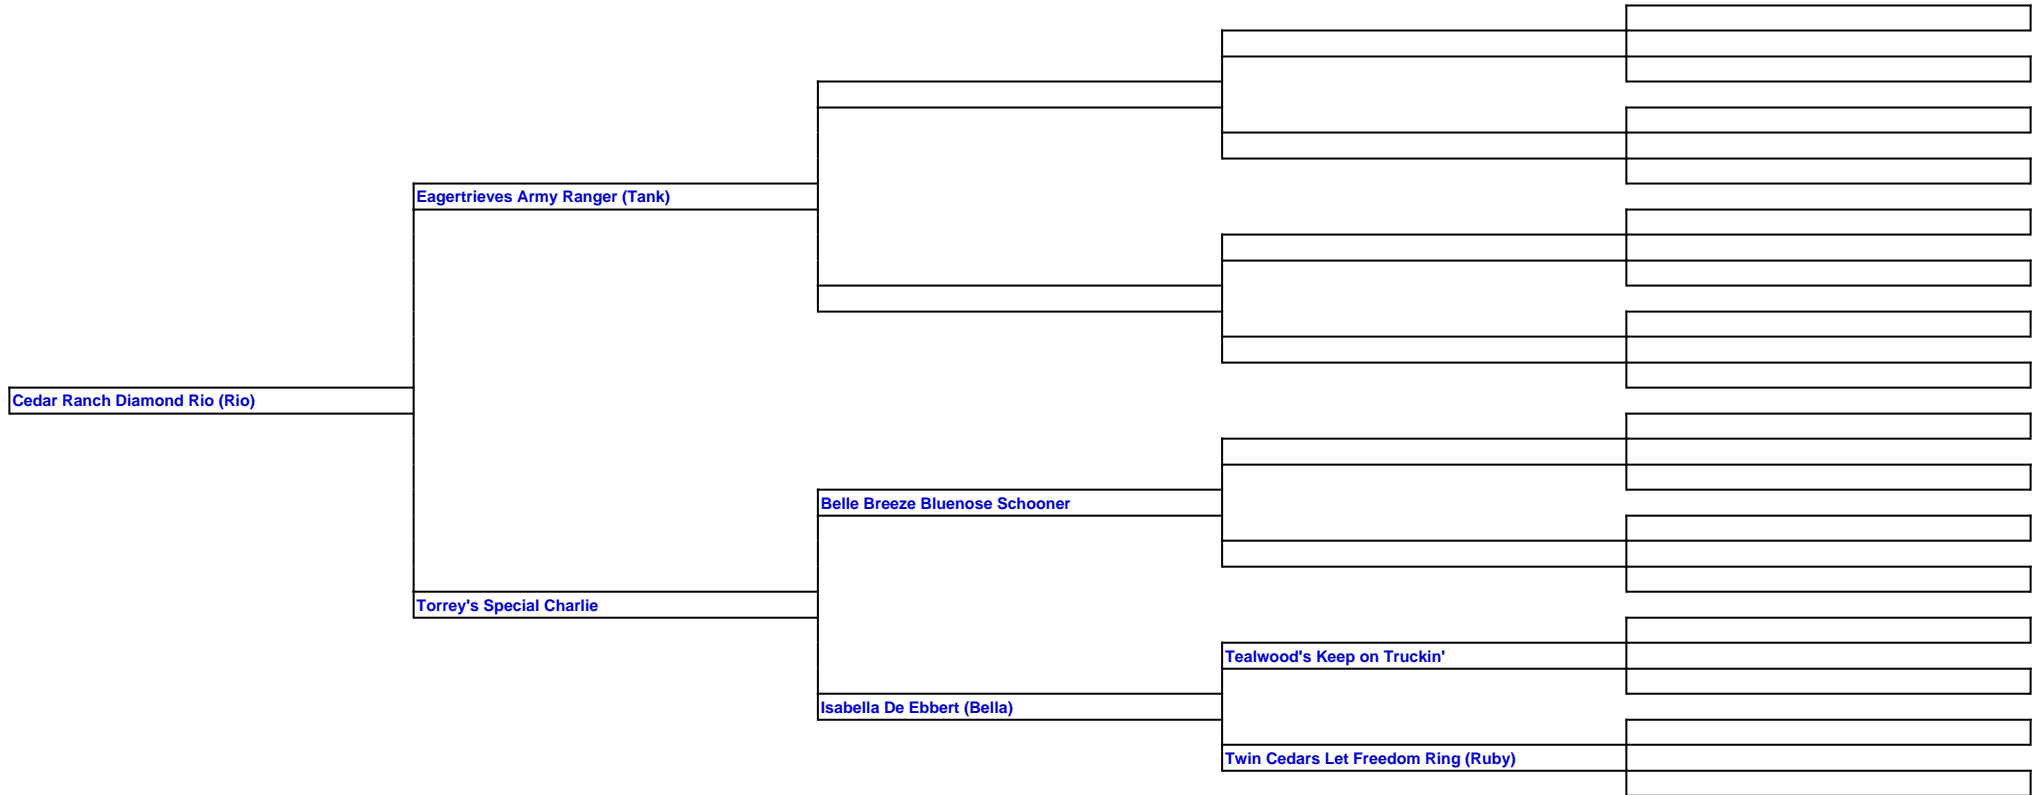 Eagertrieves Army Ranger (Tank)
Cedar Ranch Diamond Rio (Rio)
Belle Breeze Bluenose Schooner
Torrey's Special Charlie
Tealwood's Keep on Truckin'
Isabella De Ebbert (Bella)
Twin Cedars Let Freedom Ring (Ruby)